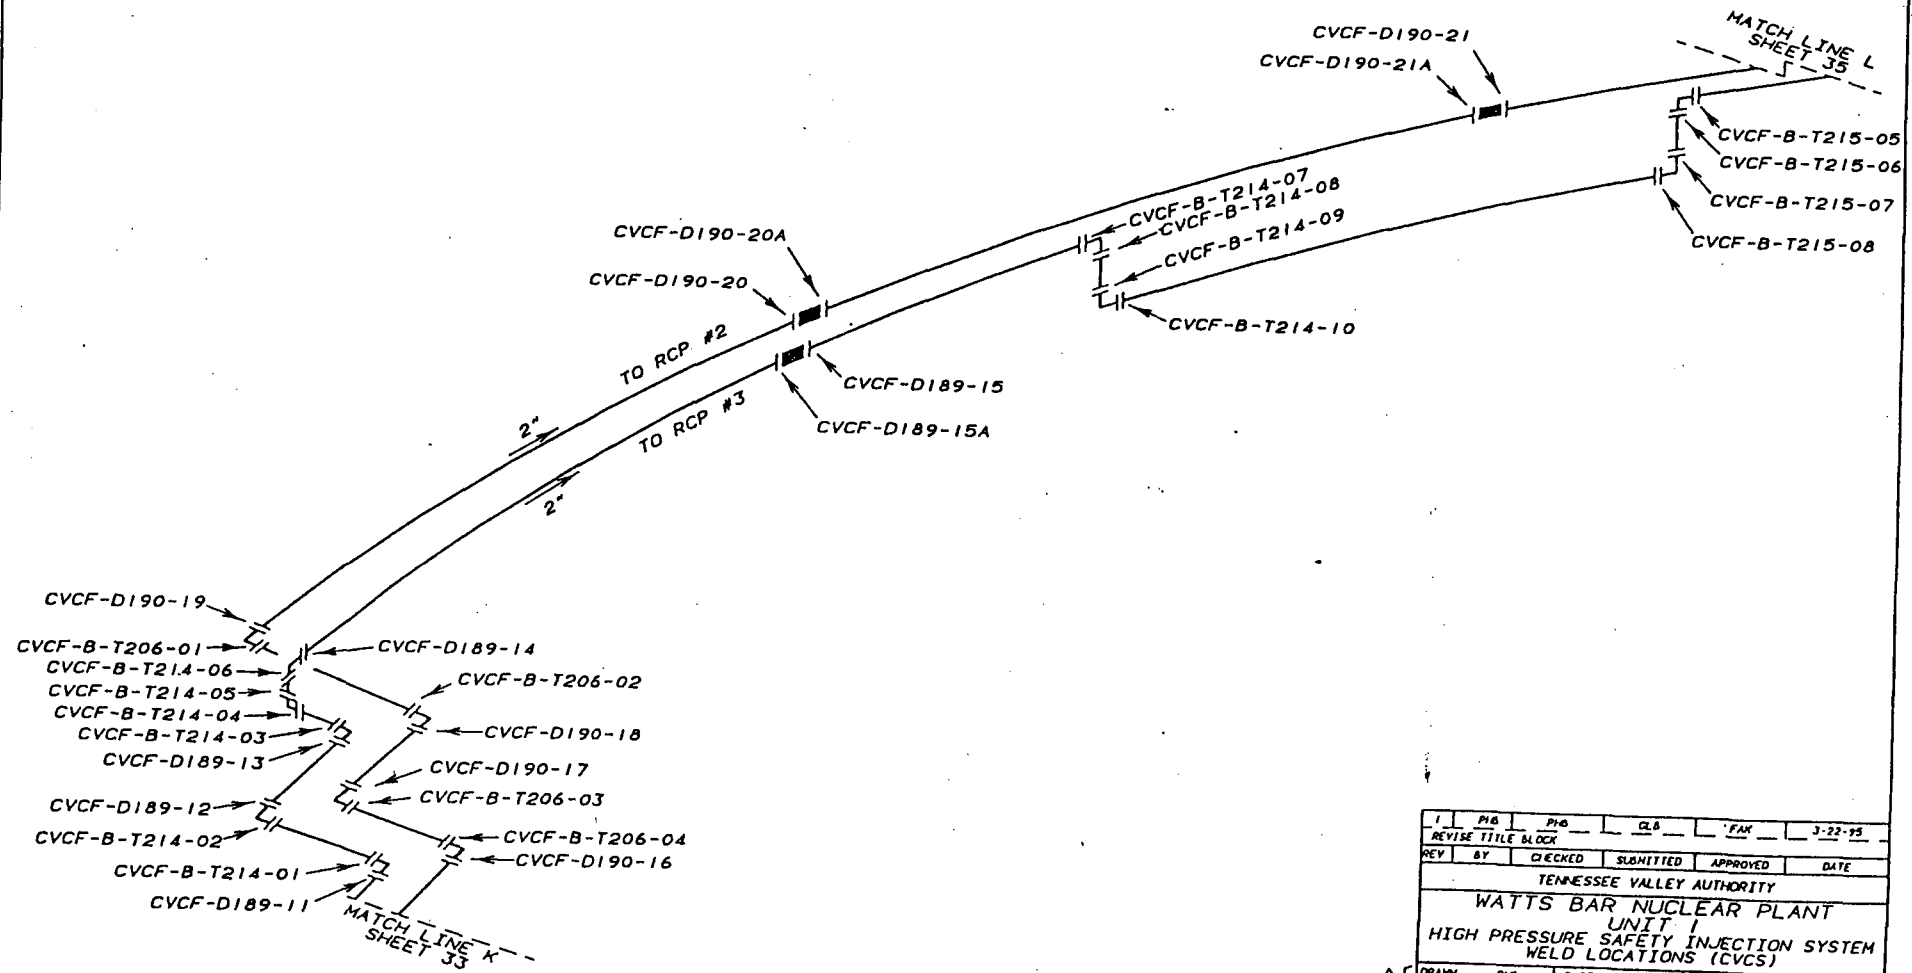 MATCH LINE L
SHEET 35
CVCF-D190-21
CVCF-D190-21A
CVCF-B-T215-05
CVCF-B-T215-06
CVCF-B-T215-07
CVCF-B-T215-08
CVCF-B-T214-07
CVCF-B-T214-08
CVCF-B-T214-09
CVCF-B-T214-10
CVCF-D190-20A
CVCF-D190-20
TO RCP #2
TO RCP #3
CVCF-D189-15
CVCF-D189-15A
2"
2"
CVCF-D190-19
CVCF-B-T206-01
CVCF-B-T214-06
CVCF-B-T214-05
CVCF-B-T214-04
CVCF-B-T214-03
CVCF-D189-13
CVCF-D189-12
CVCF-B-T214-02
CVCF-B-T214-01
CVCF-D189-11
CVCF-D189-14
CVCF-B-T206-02
CVCF-D190-18
CVCF-D190-17
CVCF-B-T206-03
CVCF-B-T206-04
CVCF-D190-16
MATCH LINE K
SHEET 33
1 PHB PHB GLB FAK 3-22-95
REVISE TITLE BLOCK
REV BY CHECKED SUBMITTED APPROVED DATE
TENNESSEE VALLEY AUTHORITY
WATTS BAR NUCLEAR PLANT
UNIT 1
HIGH PRESSURE SAFETY INJECTION SYSTEM
WELD LOCATIONS (CVCS)